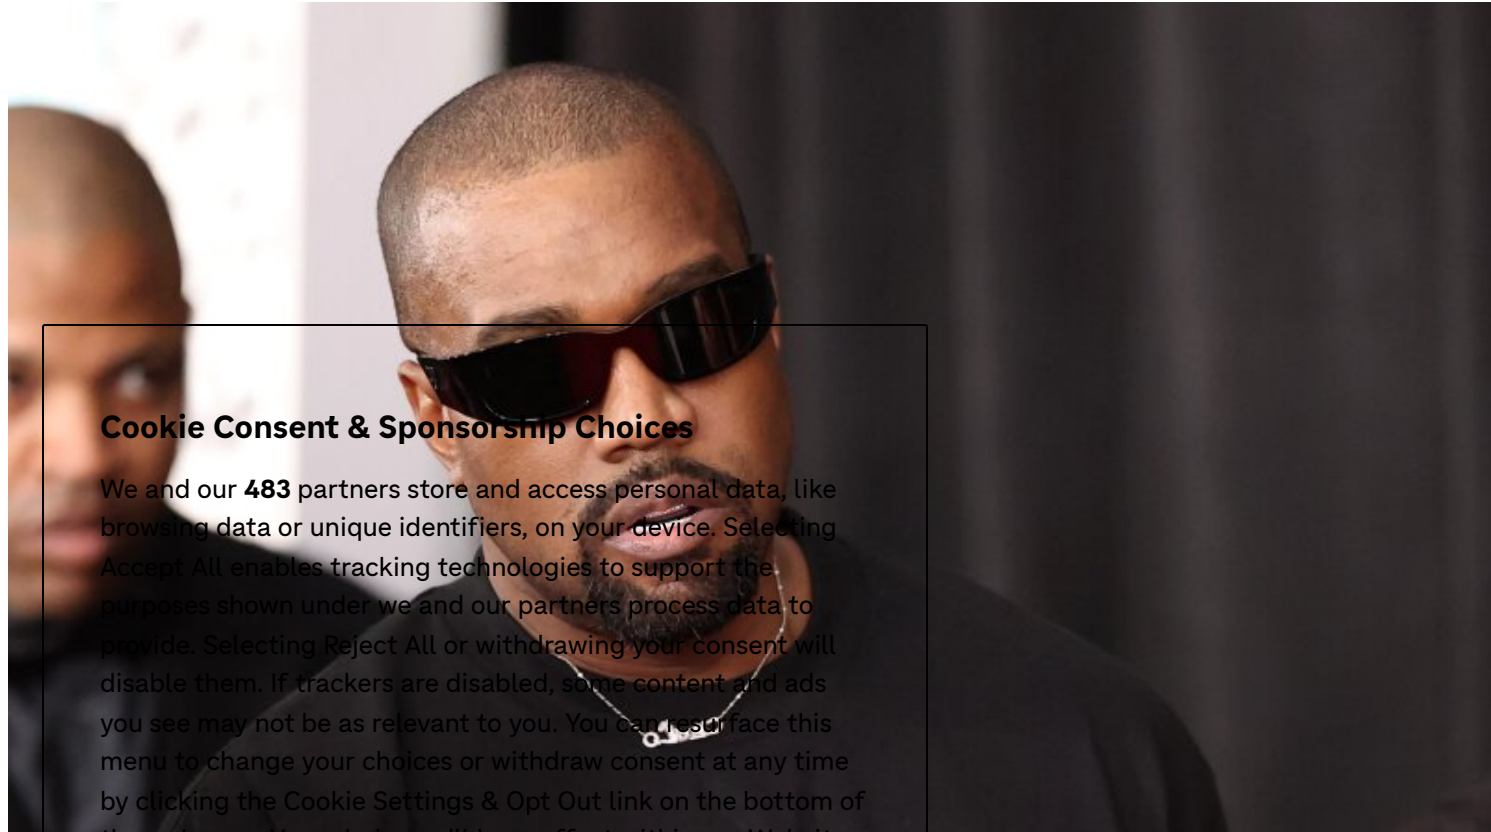 Cookie Consent & Sponsorship Choices
We and our 483 partners store and access personal data, like
browsing data or unique identifiers, on your device. Selecting
Accept All enables tracking technologies to support the
purposes shown under we and our partners process data to
provide. Selecting Reject All or withdrawing your consent will
disable them. If trackers are disabled, some content and ads
you see may not be as relevant to you. You can resurface this
menu to change your choices or withdraw consent at any time
by clicking the Cookie Settings & Opt Out link on the bottom of